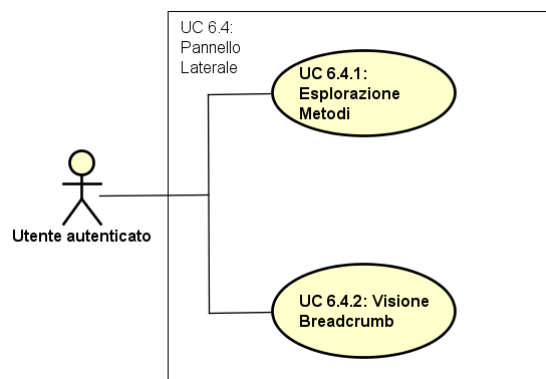 UC 6.4:
Pannello
Laterale
UC 6.4.1:
Esplorazione
Metodi
Utente autenticato
UC 6.4.2: Visione
Breadcrumb